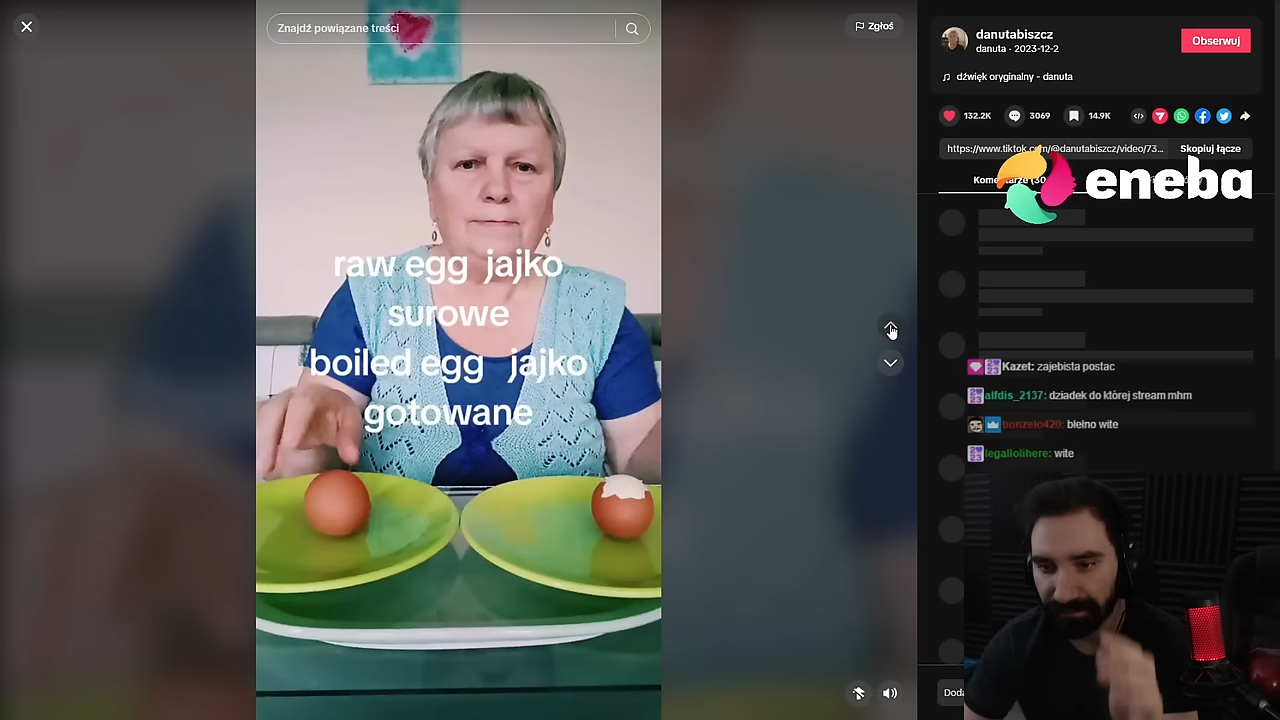 Znajdź powiązane treści
Zgłoś
raw egg jajko
surowe
boiled egg jajko
gotowane
danutabiszcz
danuta · 2023-12-2
Obserwuj
dźwięk oryginalny - danuta
132.2K
3069
14.9K
https://www.tiktok.com/@danutabiszcz/video/73...
Skopiuj łącze
eneba
Kazet: zajebista postac
alfdis_2137: dziadek do której stream mhm
bonzelo420: blelno wite
legallolihere: wite